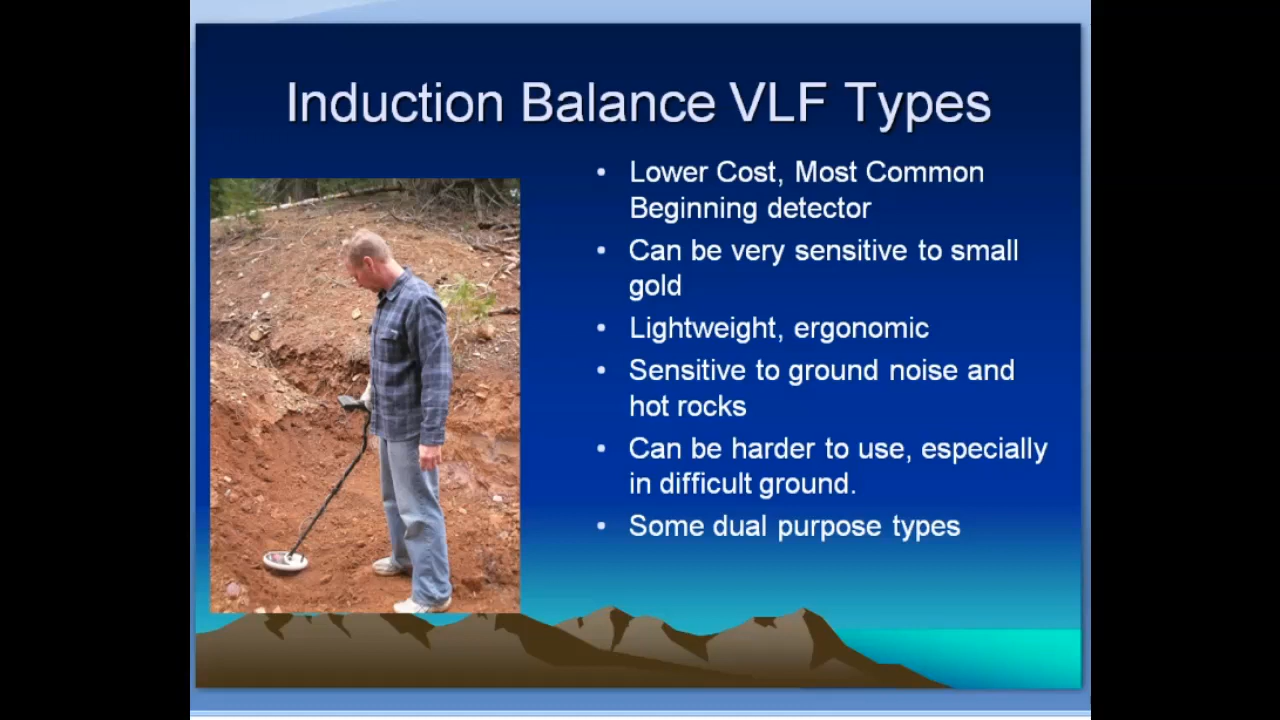 Induction Balance VLF Types
• Lower Cost, Most Common
Beginning detector
• Can be very sensitive to small
gold
• Lightweight, ergonomic
• Sensitive to ground noise and
hot rocks
• Can be harder to use, especially
in difficult ground.
• Some dual purpose types